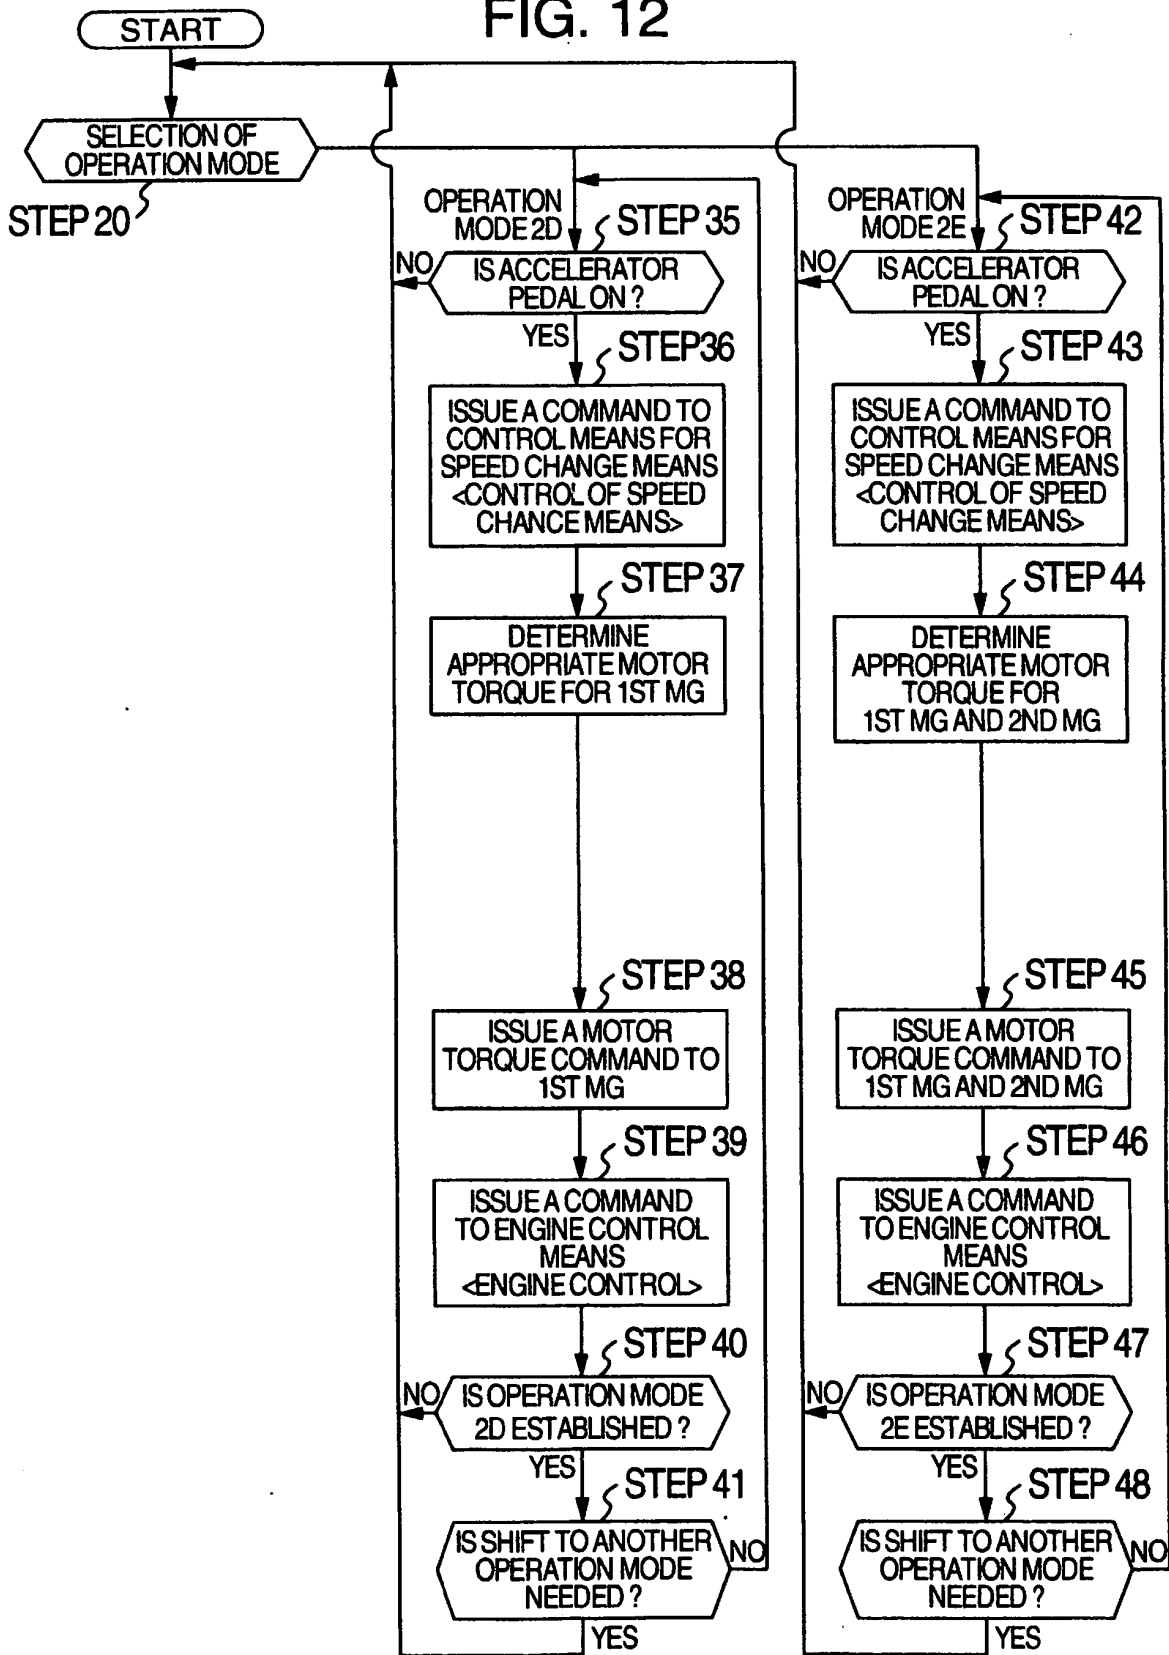 FIG. 12
START
SELECTION OF
OPERATION MODE
STEP 20
OPERATION
MODE 2D
STEP 35
NO
IS ACCELERATOR
PEDAL ON ?
YES
STEP36
ISSUE A COMMAND TO
CONTROL MEANS FOR
SPEED CHANGE MEANS
<CONTROL OF SPEED
CHANCE MEANS>
STEP 37
DETERMINE
APPROPRIATE MOTOR
TORQUE FOR 1ST MG
STEP 38
ISSUE A MOTOR
TORQUE COMMAND TO
1ST MG
STEP 39
ISSUE A COMMAND
TO ENGINE CONTROL
MEANS
<ENGINE CONTROL>
STEP 40
NO
IS OPERATION MODE
2D ESTABLISHED ?
YES
STEP 41
IS SHIFT TO ANOTHER
OPERATION MODE
NEEDED ?
NO
YES
OPERATION
MODE 2E
STEP 42
NO
IS ACCELERATOR
PEDAL ON ?
YES
STEP 43
ISSUE A COMMAND TO
CONTROL MEANS FOR
SPEED CHANGE MEANS
<CONTROL OF SPEED
CHANGE MEANS>
STEP 44
DETERMINE
APPROPRIATE MOTOR
TORQUE FOR
1ST MG AND 2ND MG
STEP 45
ISSUE A MOTOR
TORQUE COMMAND TO
1ST MG AND 2ND MG
STEP 46
ISSUE A COMMAND
TO ENGINE CONTROL
MEANS
<ENGINE CONTROL>
STEP 47
NO
IS OPERATION MODE
2E ESTABLISHED ?
YES
STEP 48
IS SHIFT TO ANOTHER
OPERATION MODE
NEEDED ?
NO
YES